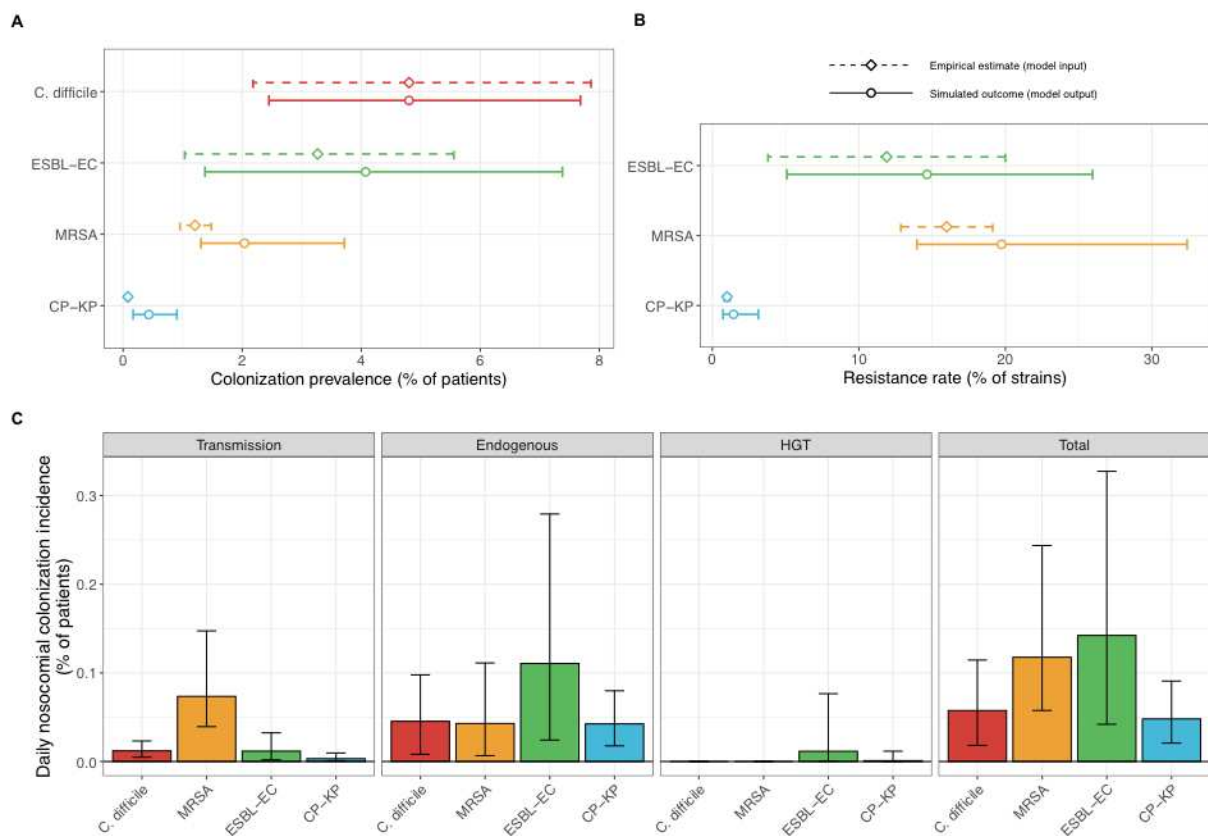 A
C. difficile
ESBL−EC
MRSA
CP−KP
0 2 4 6 8
Colonization prevalence (% of patients)
B
Empirical estimate (model input)
Simulated outcome (model output)
ESBL−EC
MRSA
CP−KP
0 10 20 30
Resistance rate (% of strains)
C
Transmission Endogenous HGT Total
Daily nosocomial colonization incidence
(% of patients)
0.3
0.2
0.1
0.0
C. difficile MRSA ESBL−EC CP−KP C. difficile MRSA ESBL−EC CP−KP C. difficile MRSA ESBL−EC CP−KP C. difficile MRSA ESBL−EC CP−KP